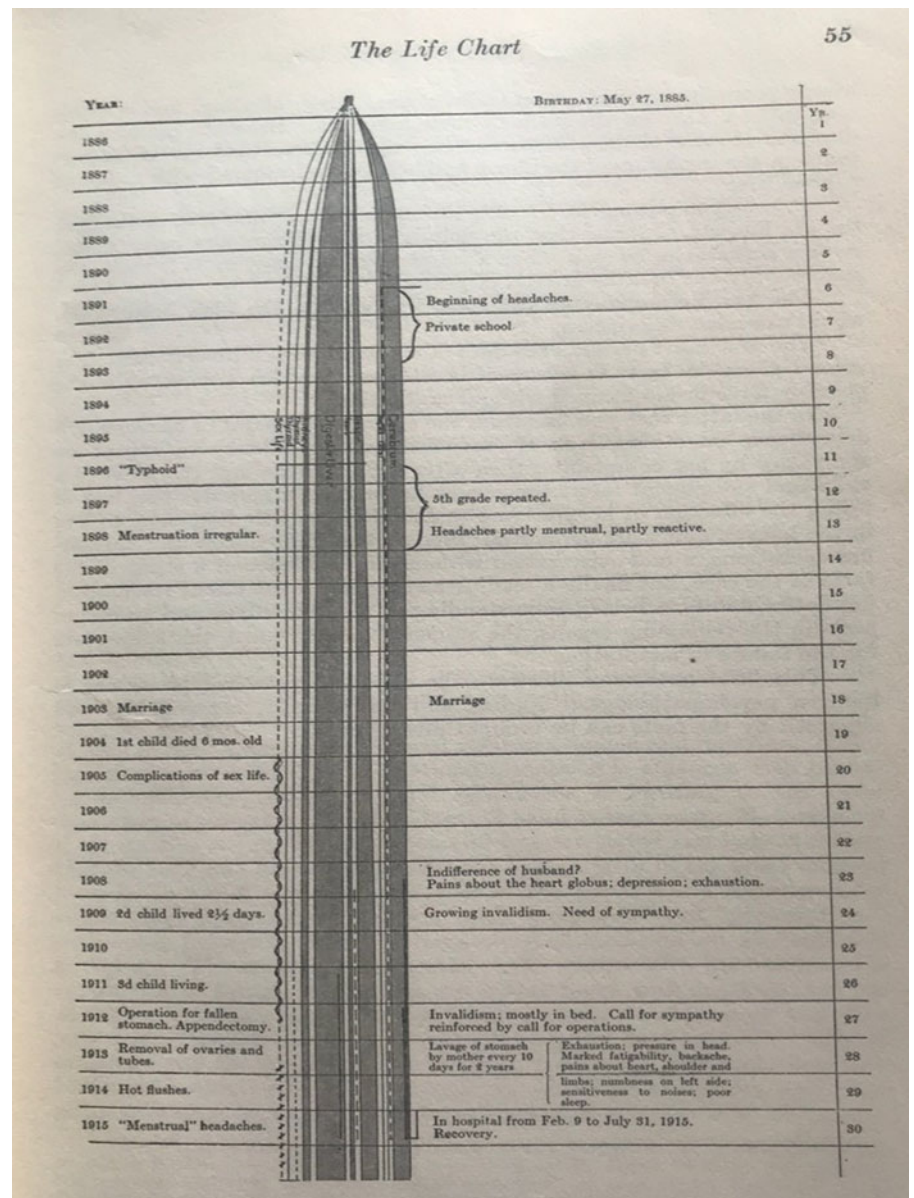 The Life Chart
55
YEAR:
BIRTHDAY: May 27, 1885.
Yr.
1
1886
2
1887
3
1888
4
1889
5
1890
6
1891
Beginning of headaches.
7
Private school
1892
8
1893
9
1894
10
1895
Sex Life
Digestive
Cerebrum
11
1896 "Typhoid"
12
5th grade repeated.
1897
13
1898 Menstruation irregular.
Headaches partly menstrual, partly reactive.
14
1899
15
1900
16
1901
17
1902
18
1903 Marriage
Marriage
19
1904 1st child died 6 mos. old
20
1905 Complications of sex life.
21
1906
22
1907
Indifference of husband?
1908
23
Pains about the heart globus; depression; exhaustion.
1909 2d child lived 2½ days.
Growing invalidism. Need of sympathy.
24
1910
25
1911 3d child living.
26
1912 Operation for fallen
stomach. Appendectomy.
Invalidism; mostly in bed. Call for sympathy
reinforced by call for operations.
27
1913 Removal of ovaries and
tubes.
Lavage of stomach
by mother every 10
days for 2 years
Exhaustion; pressure in head.
Marked fatigability, backache,
pains about heart, shoulder and
28
limbs; numbness on left side;
sensitiveness to noises; poor
sleep.
1914 Hot flushes.
29
1915 "Menstrual" headaches.
In hospital from Feb. 9 to July 31, 1915.
Recovery.
30